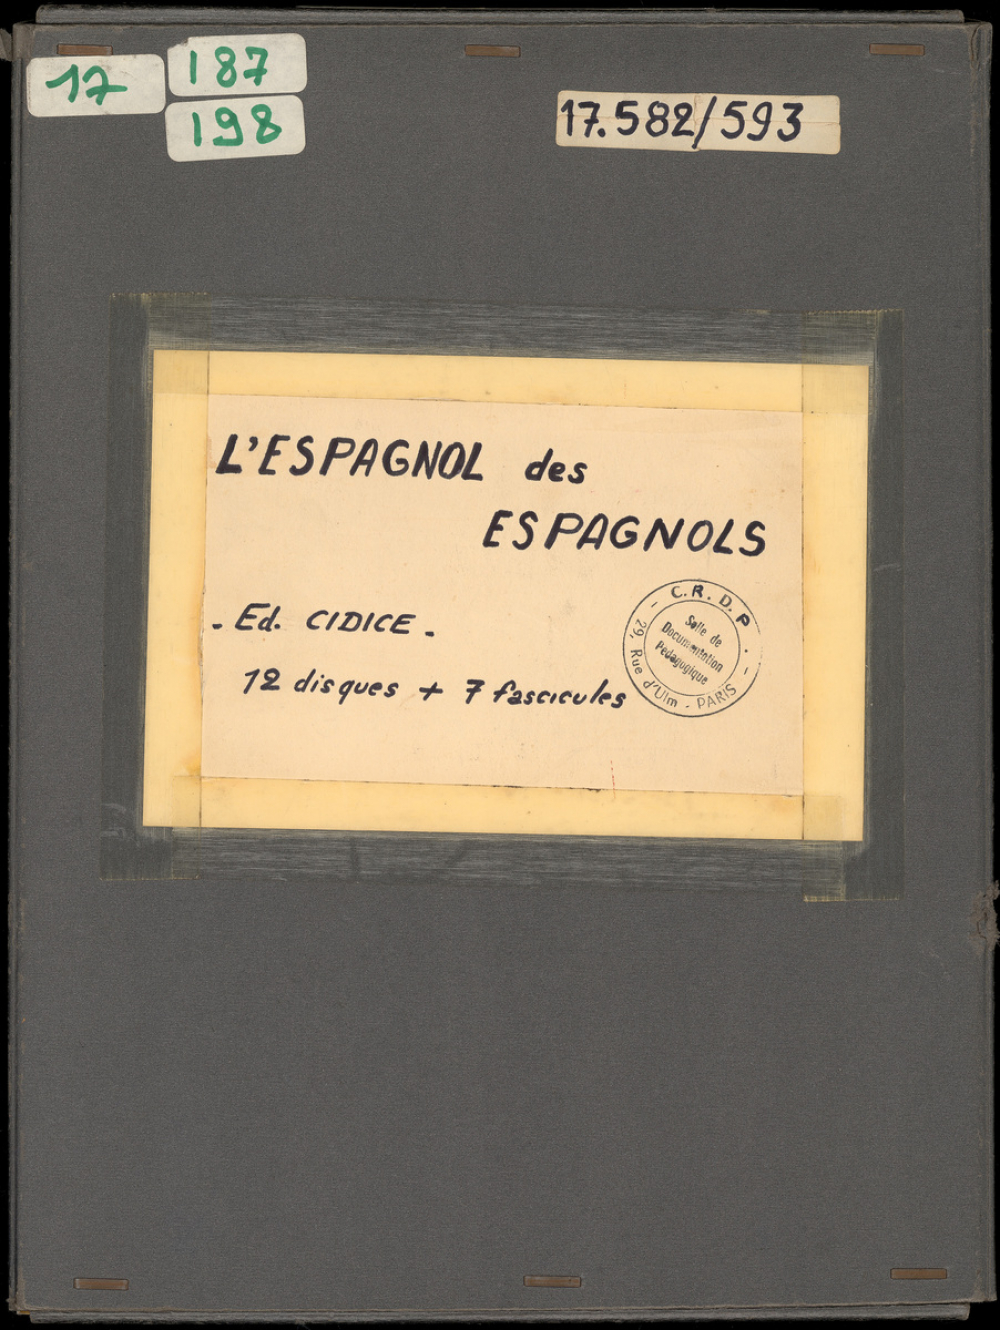 17
187
198
17.582/593
L'ESPAGNOL des
ESPAGNOLS
- Ed. CIDICE -
12 disques + 7 fascicules
- C.R.D.P. -
29, Rue d'Ulm - PARIS
Salle de
Documentation
Pédagogique